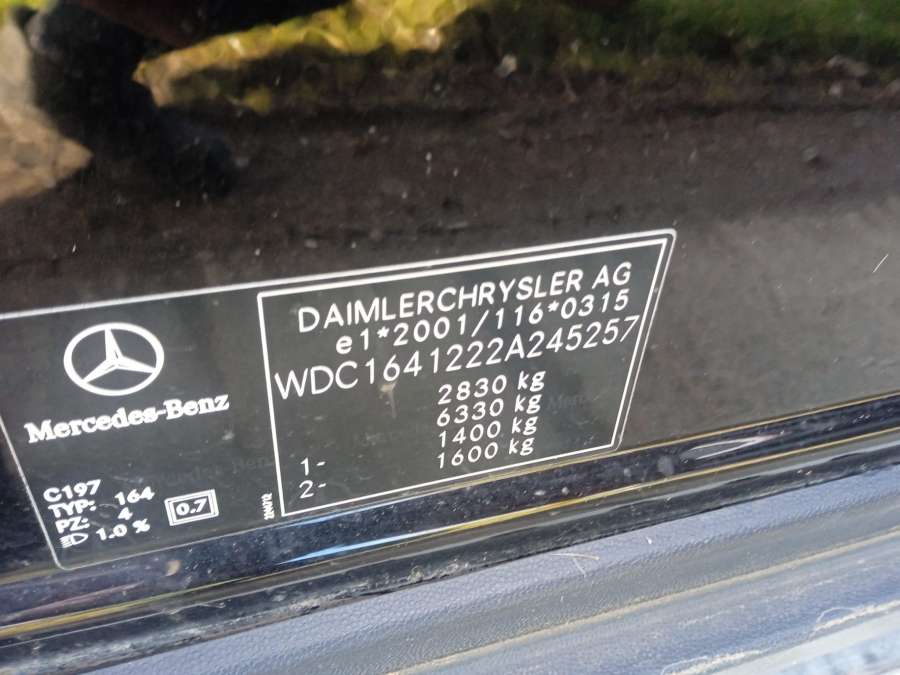 DAIMLERCHRYSLER AG
e1*2001/116*0315
WDC1641222A245257
2830 kg
6330 kg
1- 1400 kg
2- 1600 kg
Mercedes-Benz
C197
TYP: 164
PZ: 4
0.7
1.0 %